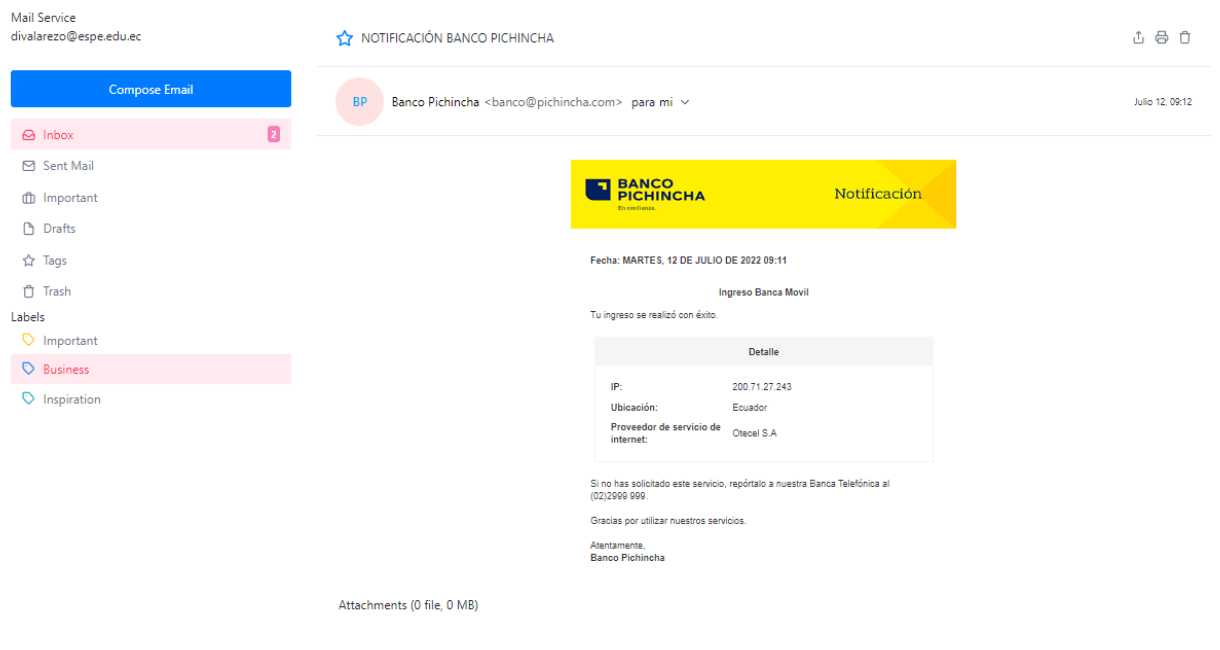 Mail Service
divalarezo@espe.edu.ec
Compose Email
Inbox 2
Sent Mail
Important
Drafts
Tags
Trash
Labels
Important
Business
Inspiration
NOTIFICACIÓN BANCO PICHINCHA
BP Banco Pichincha <banco@pichincha.com> para mi Julio 12, 09:12
BANCO
PICHINCHA
En confianza.
Notificación
Fecha: MARTES, 12 DE JULIO DE 2022 09:11
Ingreso Banca Movil
Tu ingreso se realizó con éxito.
Detalle
IP: 200.71.27.243
Ubicación: Ecuador
Proveedor de servicio de
internet: Otecel S.A
Si no has solicitado este servicio, repórtalo a nuestra Banca Telefónica al
(02)2999 999.
Gracias por utilizar nuestros servicios.
Atentamente,
Banco Pichincha
Attachments (0 file, 0 MB)